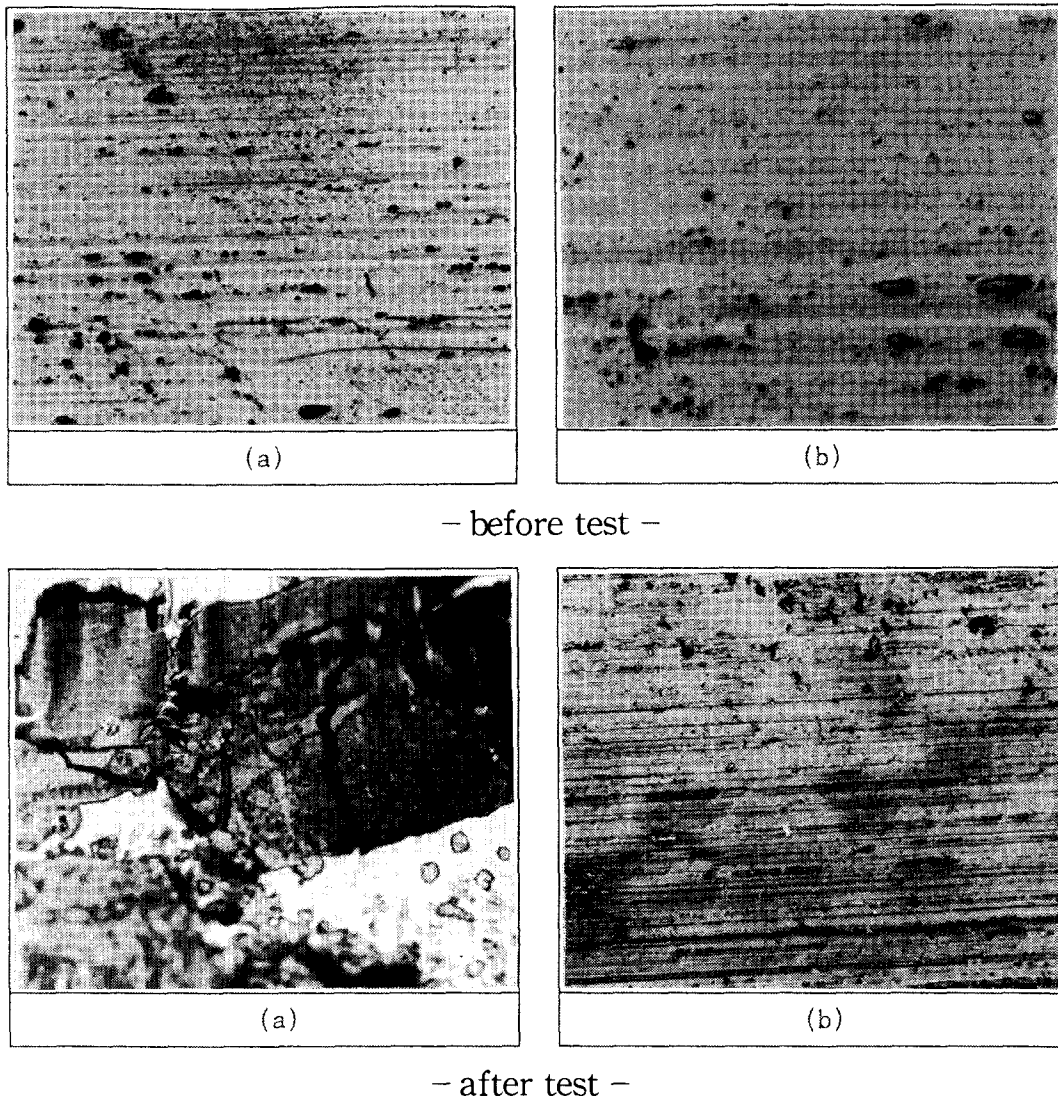 (a)
(b)
– before test –
(a)
(b)
– after test –